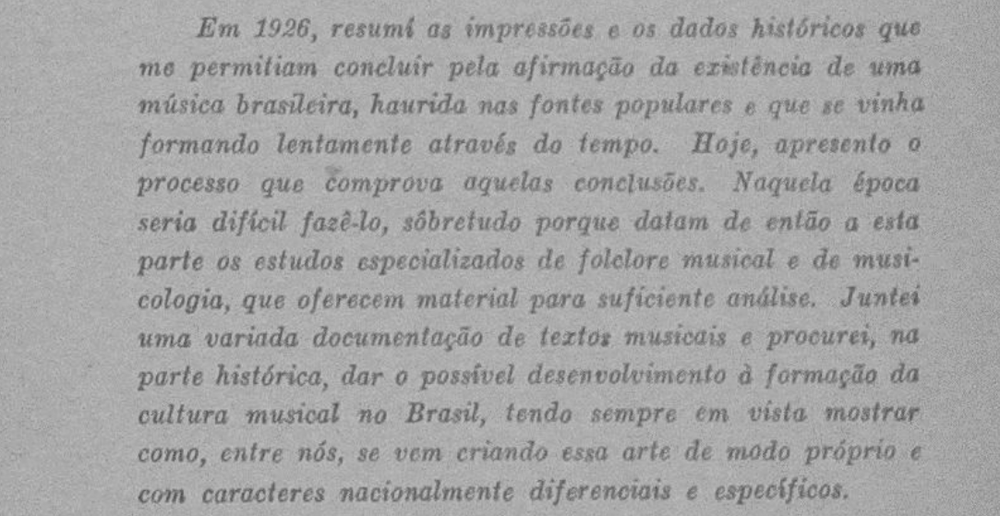 Em 1926, resumí as impressões e os dados históricos que
me permitiam concluir pela afirmação da existência de uma
música brasileira, haurida nas fontes populares e que se vinha
formando lentamente através do tempo. Hoje, apresento o
processo que comprova aquelas conclusões. Naquela época
seria difícil fazê-lo, sôbretudo porque datam de então a esta
parte os estudos especializados de folclore musical e de musi-
cologia, que oferecem material para suficiente análise. Juntei
uma variada documentação de textos musicais e procurei, na
parte histórica, dar o possível desenvolvimento à formação da
cultura musical no Brasil, tendo sempre em vista mostrar
como, entre nós, se vem criando essa arte de modo próprio e
com caracteres nacionalmente diferenciais e específicos.